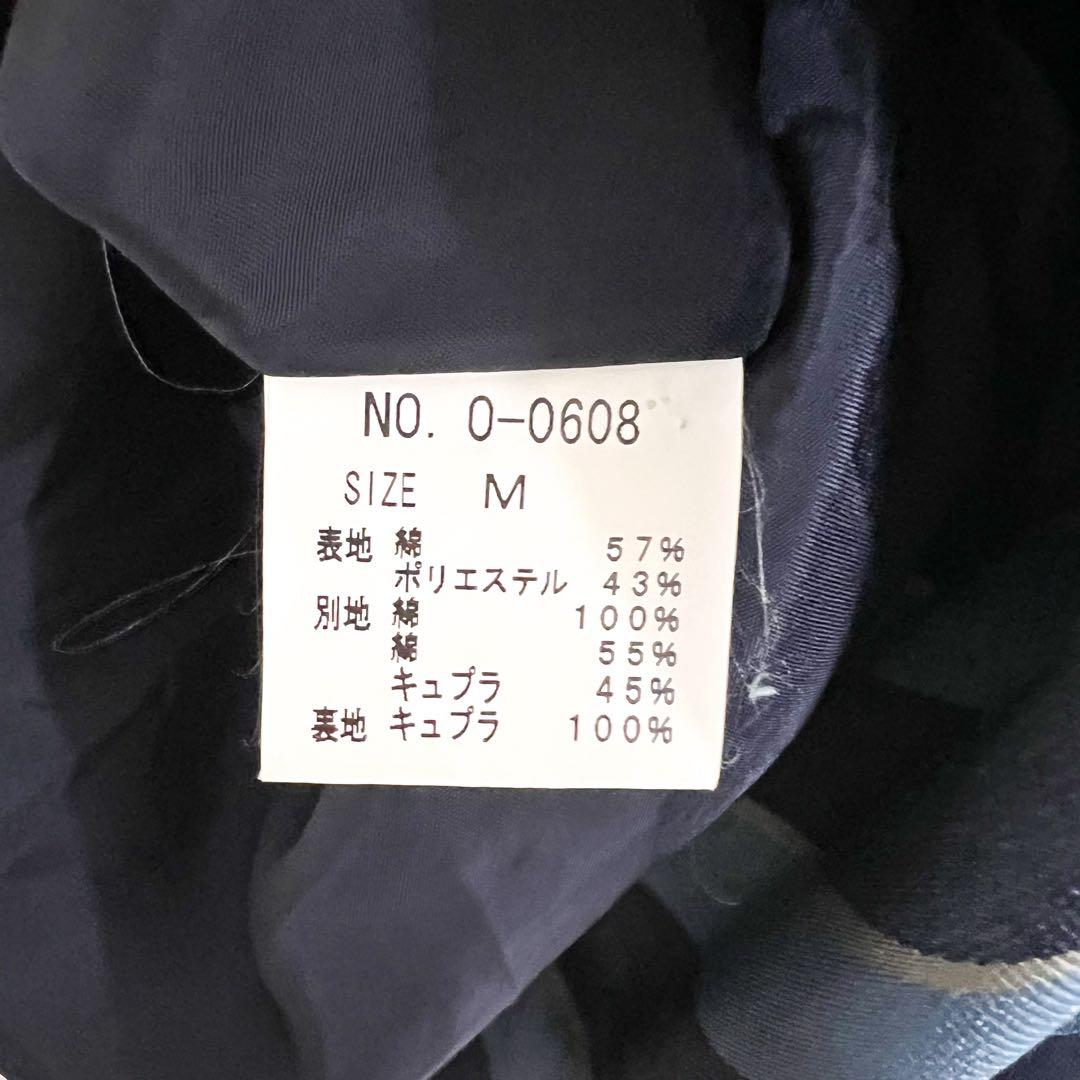 NO. 0-0608
SIZE M
表地 綿 57%
ポリエステル 43%
別地 綿 100%
綿 55%
キュプラ 45%
裏地 キュプラ 100%